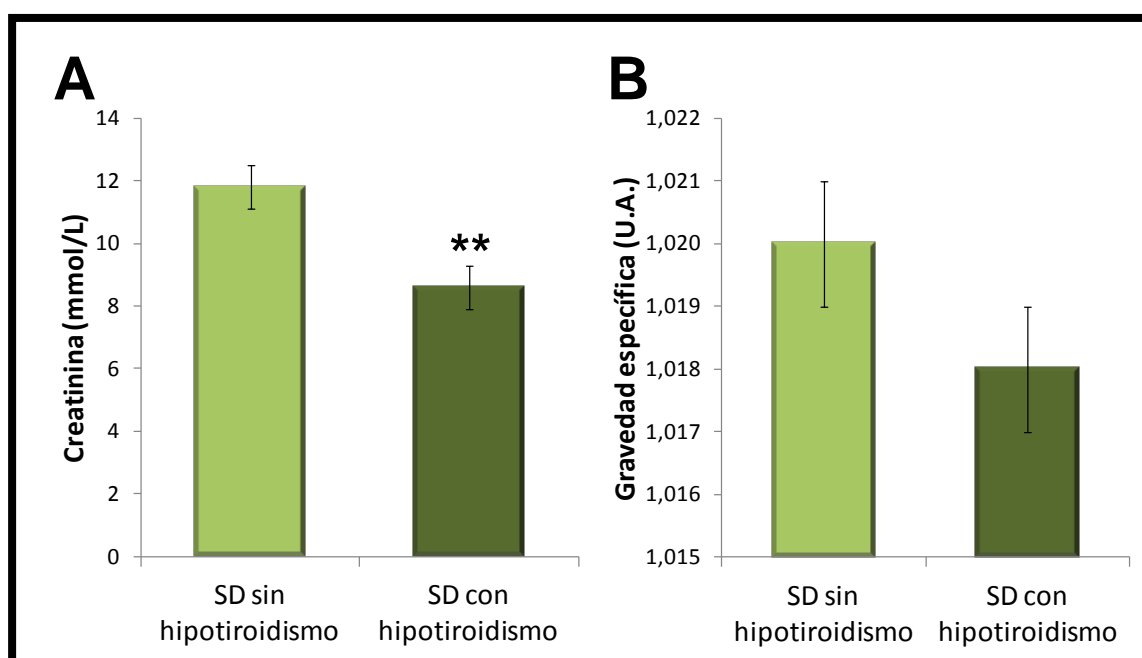 A
B
Creatinina (mmol/L)
14
12
10
8
6
4
2
0
**
SD sin
hipotiroidismo
SD con
hipotiroidismo
Gravedad específica (U.A.)
1,022
1,021
1,020
1,019
1,018
1,017
1,016
1,015
SD sin
hipotiroidismo
SD con
hipotiroidismo